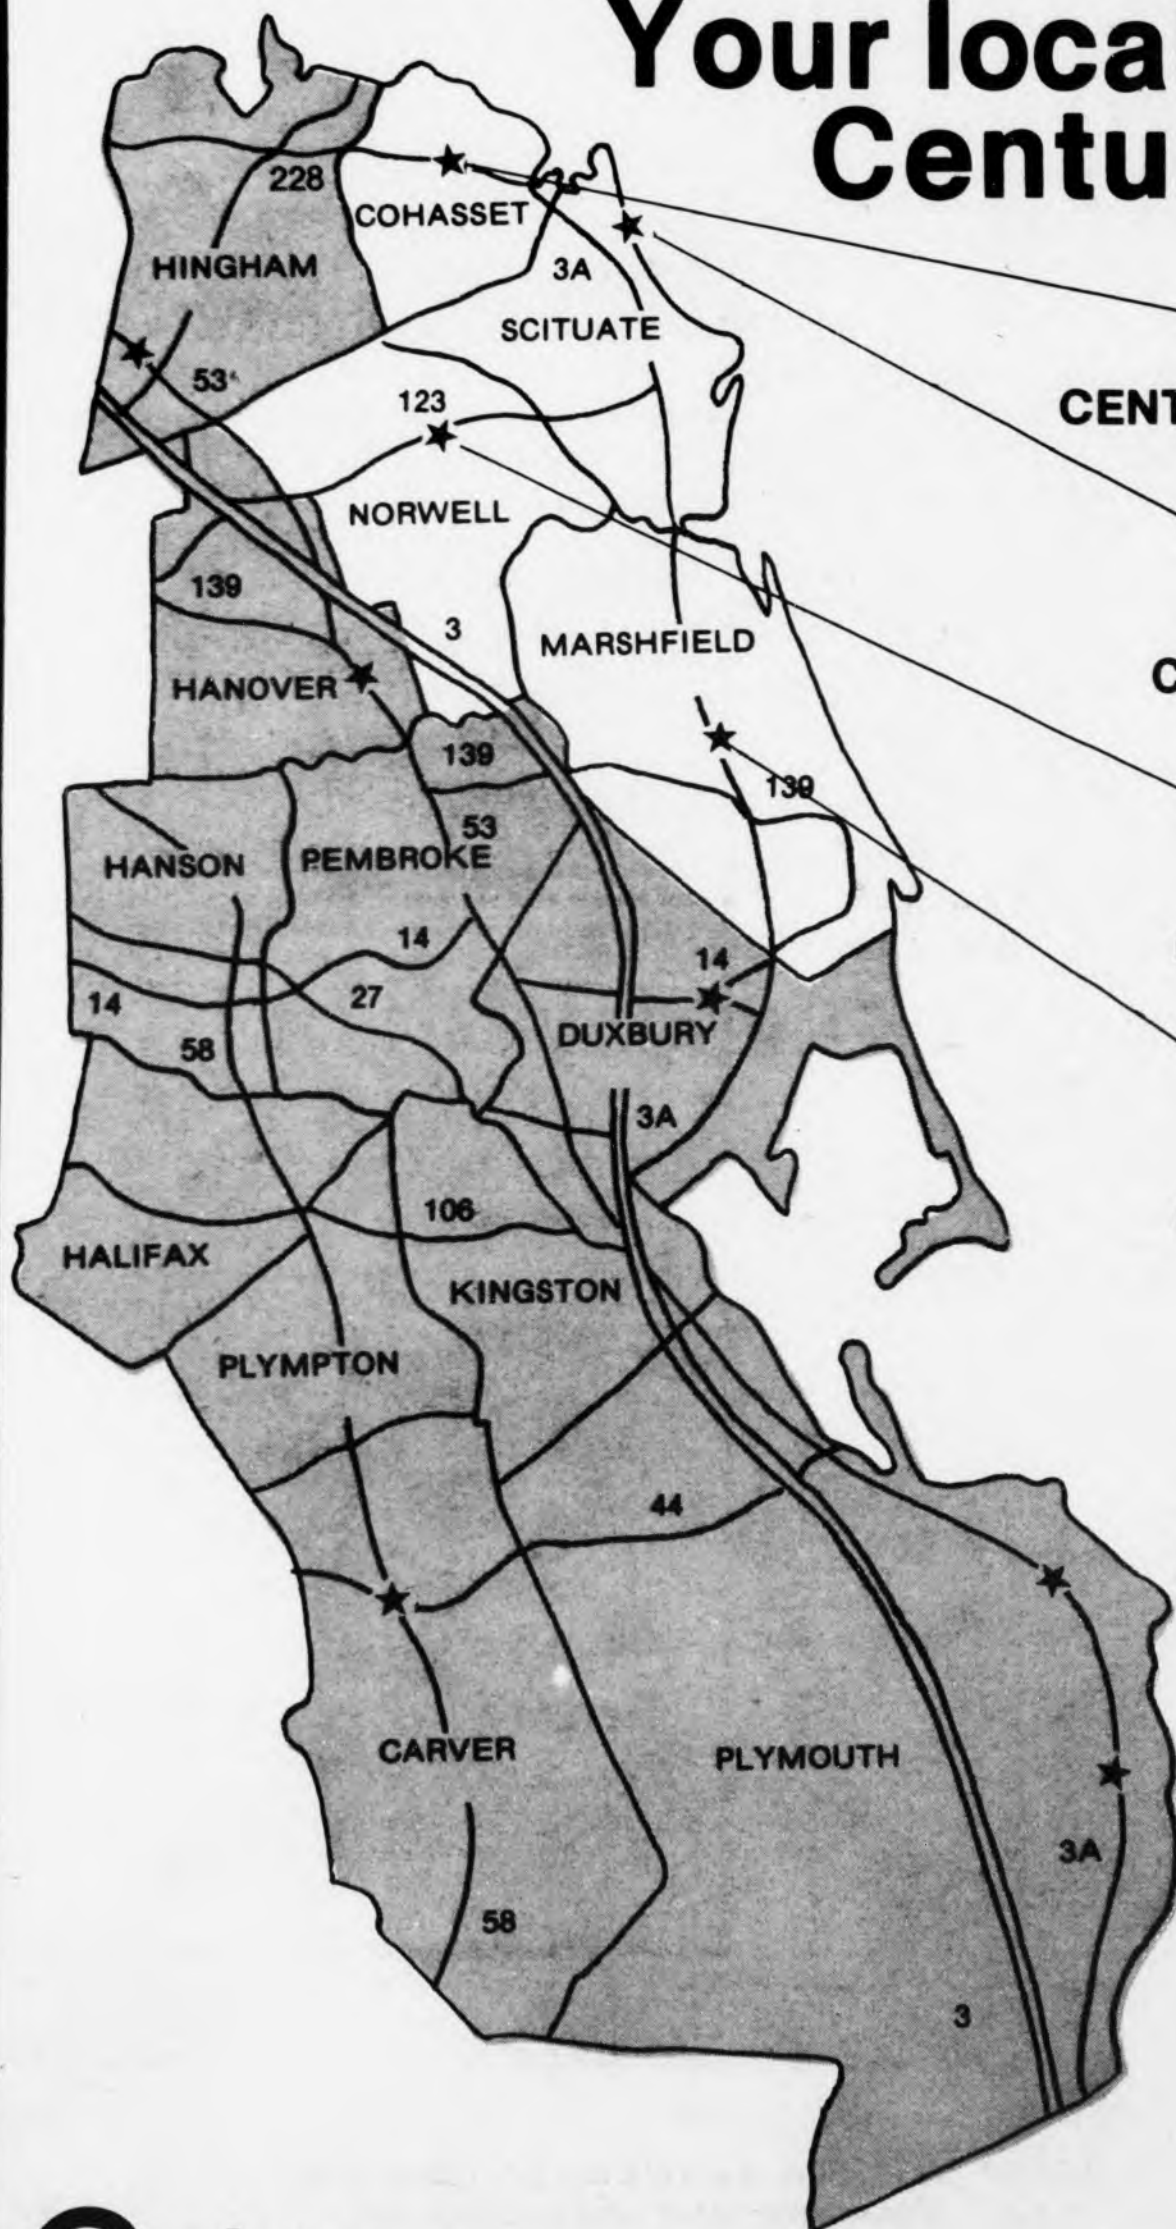 Your loca
Centu
228
COHASSET
HINGHAM
3A
SCITUATE
53
123
CENT
NORWELL
139
3
MARSHFIELD
C
HANOVER
139
139
53
HANSON
PEMBROKE
14
14
14
27
DUXBURY
58
3A
106
HALIFAX
KINGSTON
PLYMPTON
44
CARVER
PLYMOUTH
3A
58
3